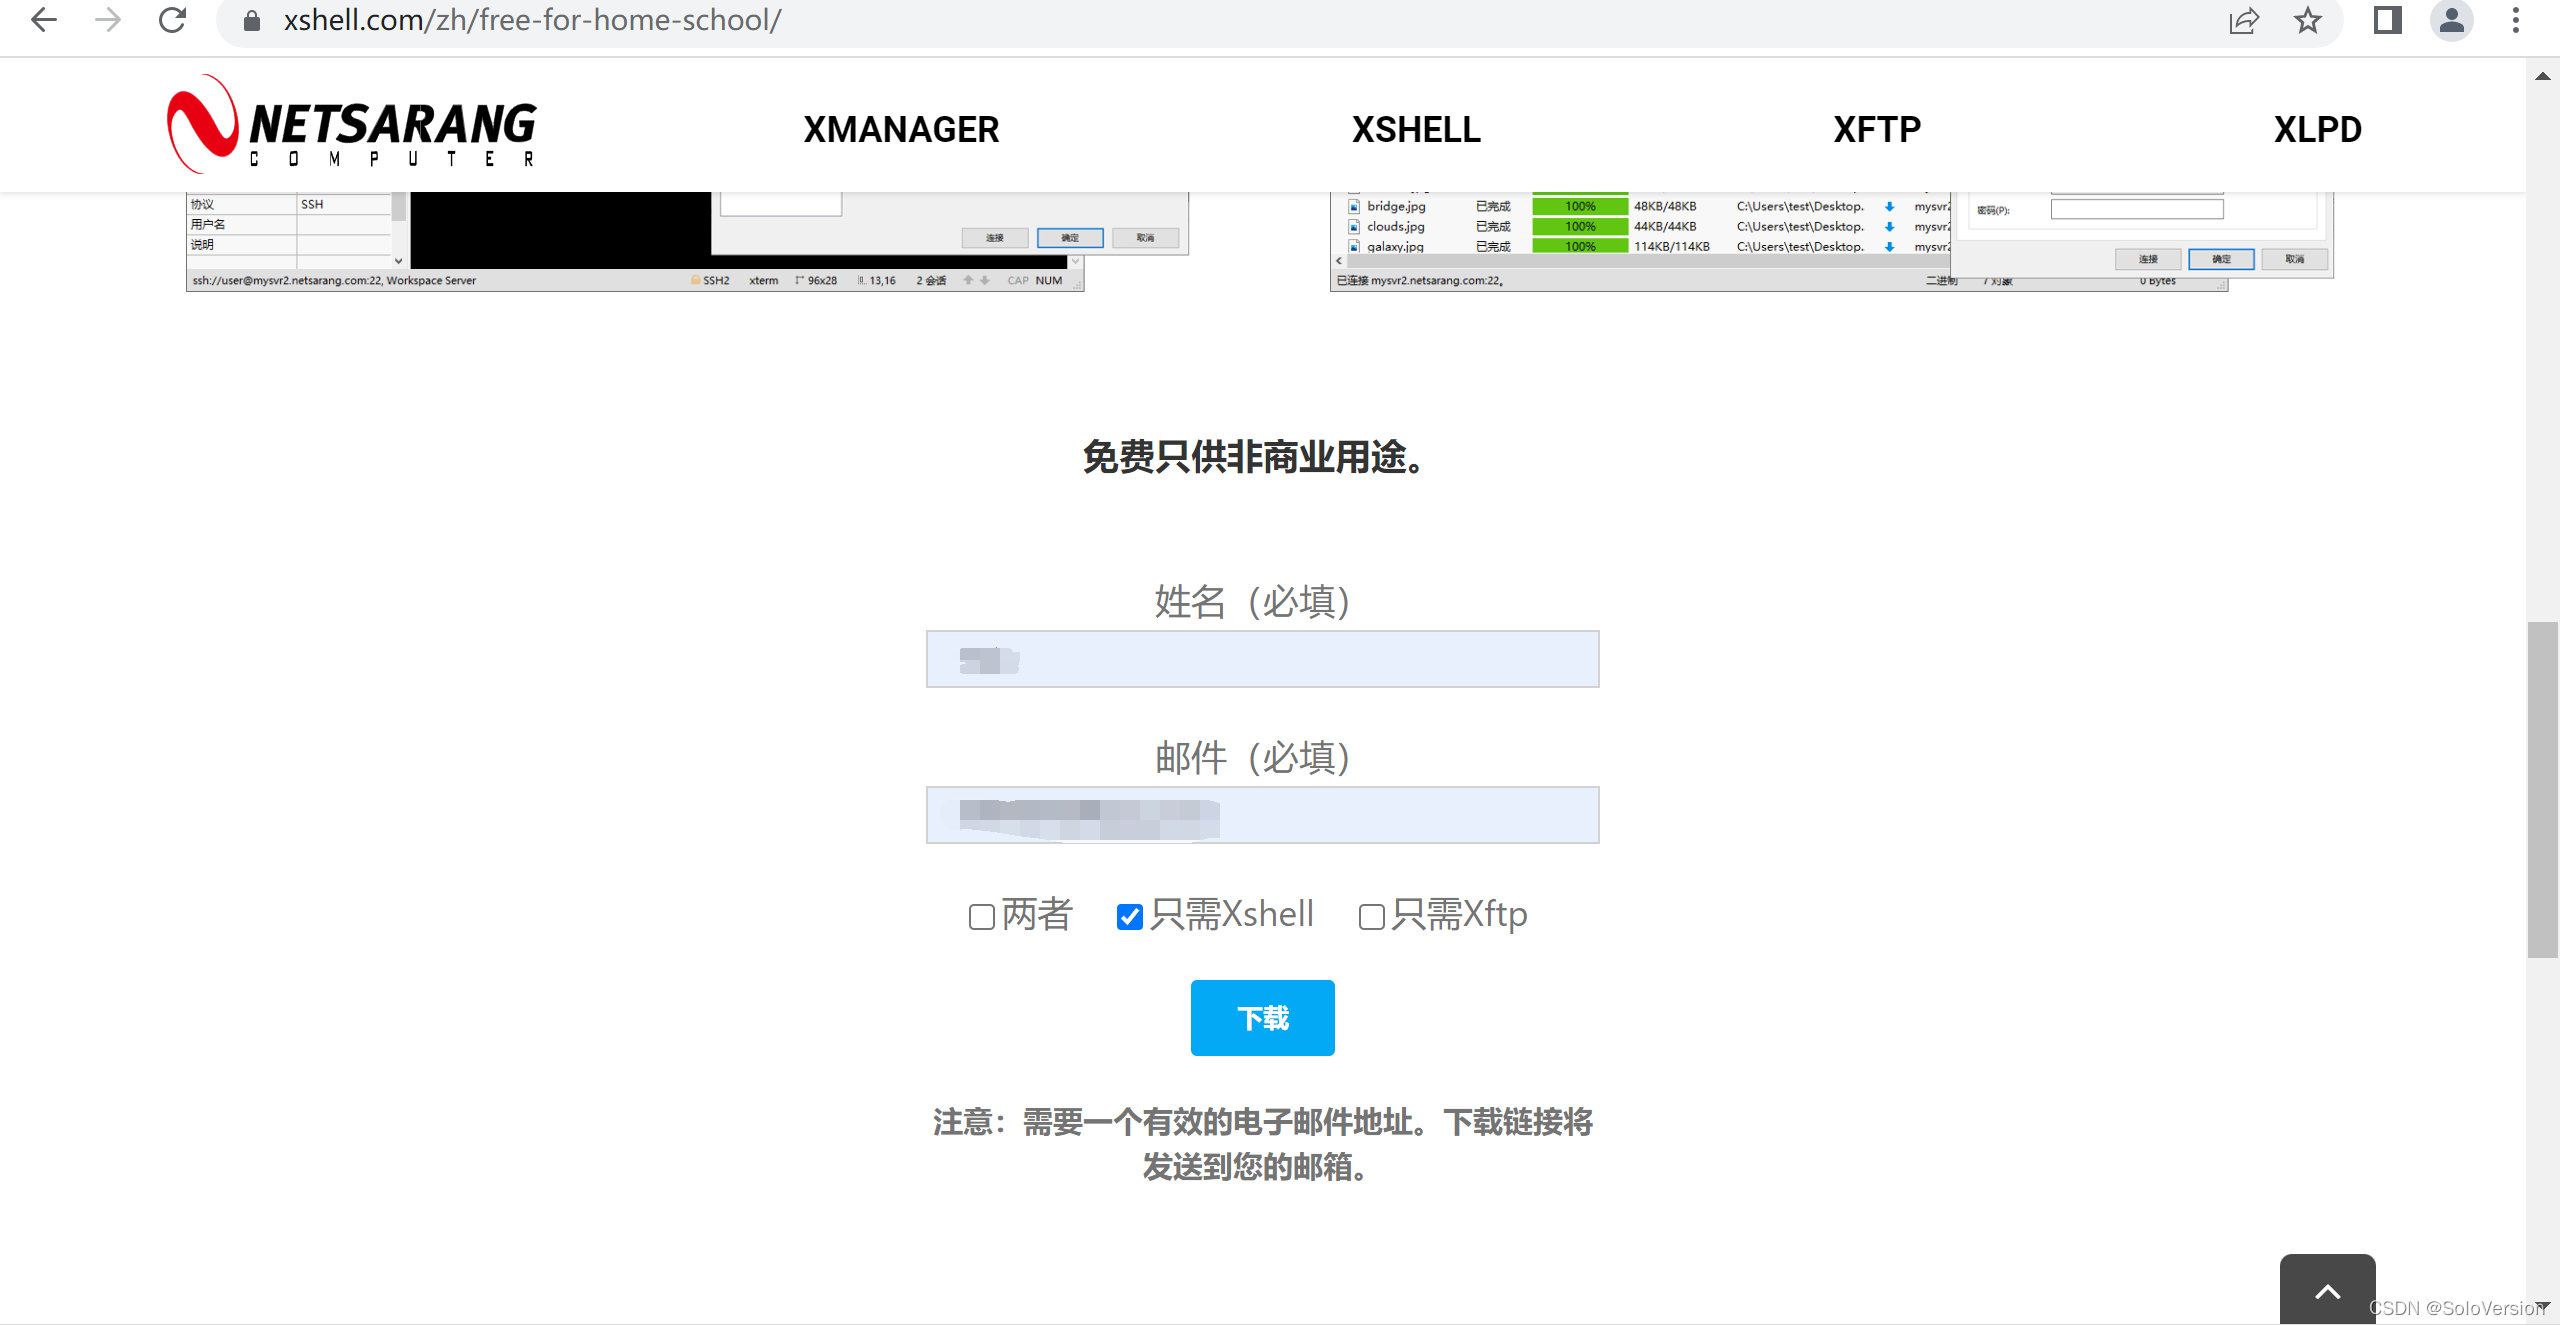 xshell.com/zh/free-for-home-school/
NETSARANG
COMPUTER
XMANAGER
XSHELL
XFTP
XLPD
协议 SSH
用户名
说明
连接 确定 取消
ssh://user@mysvr2.netsarang.com:22, Workspace Server SSH2 xterm 96x28 13,16 2 会话 CAP NUM
bridge.jpg 已完成 100% 48KB/48KB C:\Users\test\Desktop. mysvr2
clouds.jpg 已完成 100% 44KB/44KB C:\Users\test\Desktop. mysvr2
galaxy.jpg 已完成 100% 114KB/114KB C:\Users\test\Desktop. mysvr2
密码(P):
连接 确定 取消
已连接 mysvr2.netsarang.com:22。 二进制 7 对象 0 Bytes
免费只供非商业用途。
姓名（必填）
邮件（必填）
两者 只需Xshell 只需Xftp
下载
注意：需要一个有效的电子邮件地址。下载链接将
发送到您的邮箱。
CSDN @SoloVersion